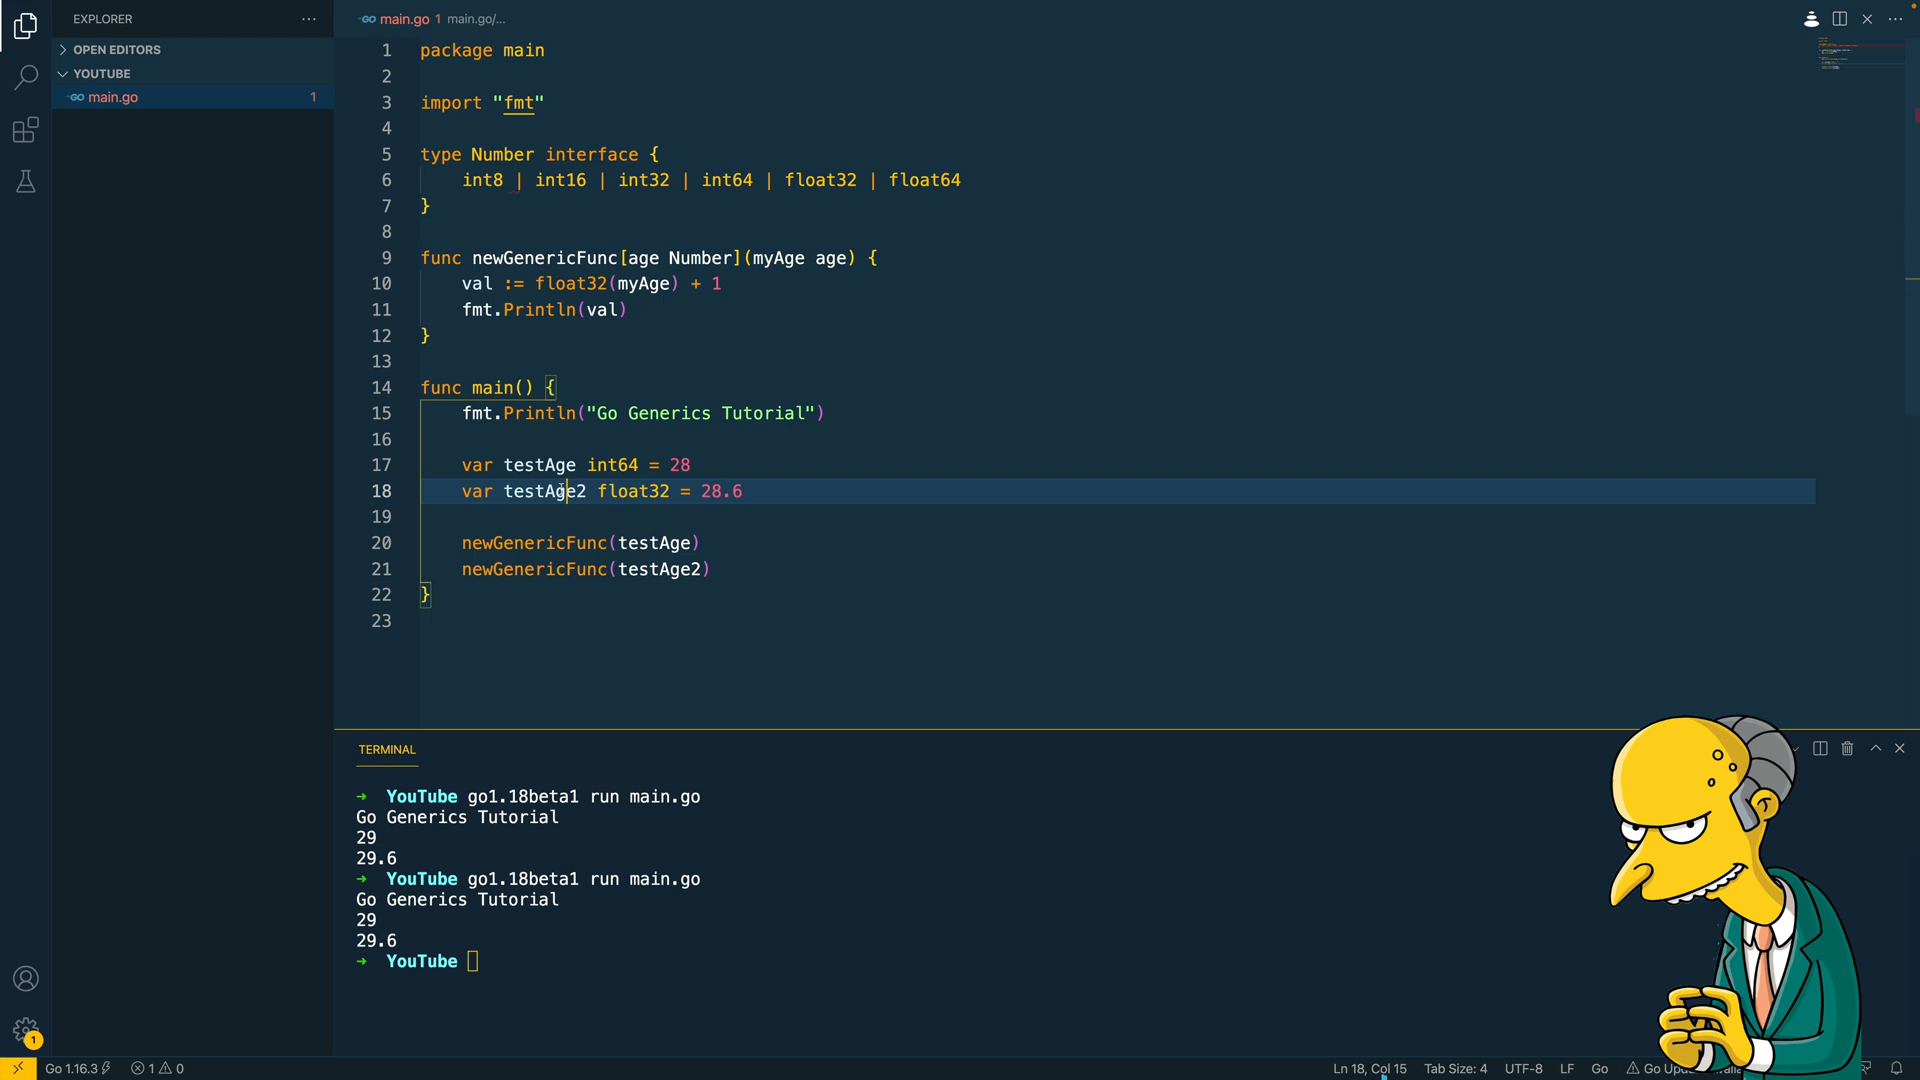 EXPLORER
OPEN EDITORS
YOUTUBE
GO main.go 1
GO main.go 1 main.go/...
1 package main
2
3 import "fmt"
4
5 type Number interface {
6 int8 | int16 | int32 | int64 | float32 | float64
7 }
8
9 func newGenericFunc[age Number](myAge age) {
10 val := float32(myAge) + 1
11 fmt.Println(val)
12 }
13
14 func main() {
15 fmt.Println("Go Generics Tutorial")
16
17 var testAge int64 = 28
18 var testAge2 float32 = 28.6
19
20 newGenericFunc(testAge)
21 newGenericFunc(testAge2)
22 }
23
TERMINAL
➜ YouTube go1.18beta1 run main.go
Go Generics Tutorial
29
29.6
➜ YouTube go1.18beta1 run main.go
Go Generics Tutorial
29
29.6
➜ YouTube
1
Go 1.16.3 1 0 Ln 18, Col 15 Tab Size: 4 UTF-8 LF Go Go